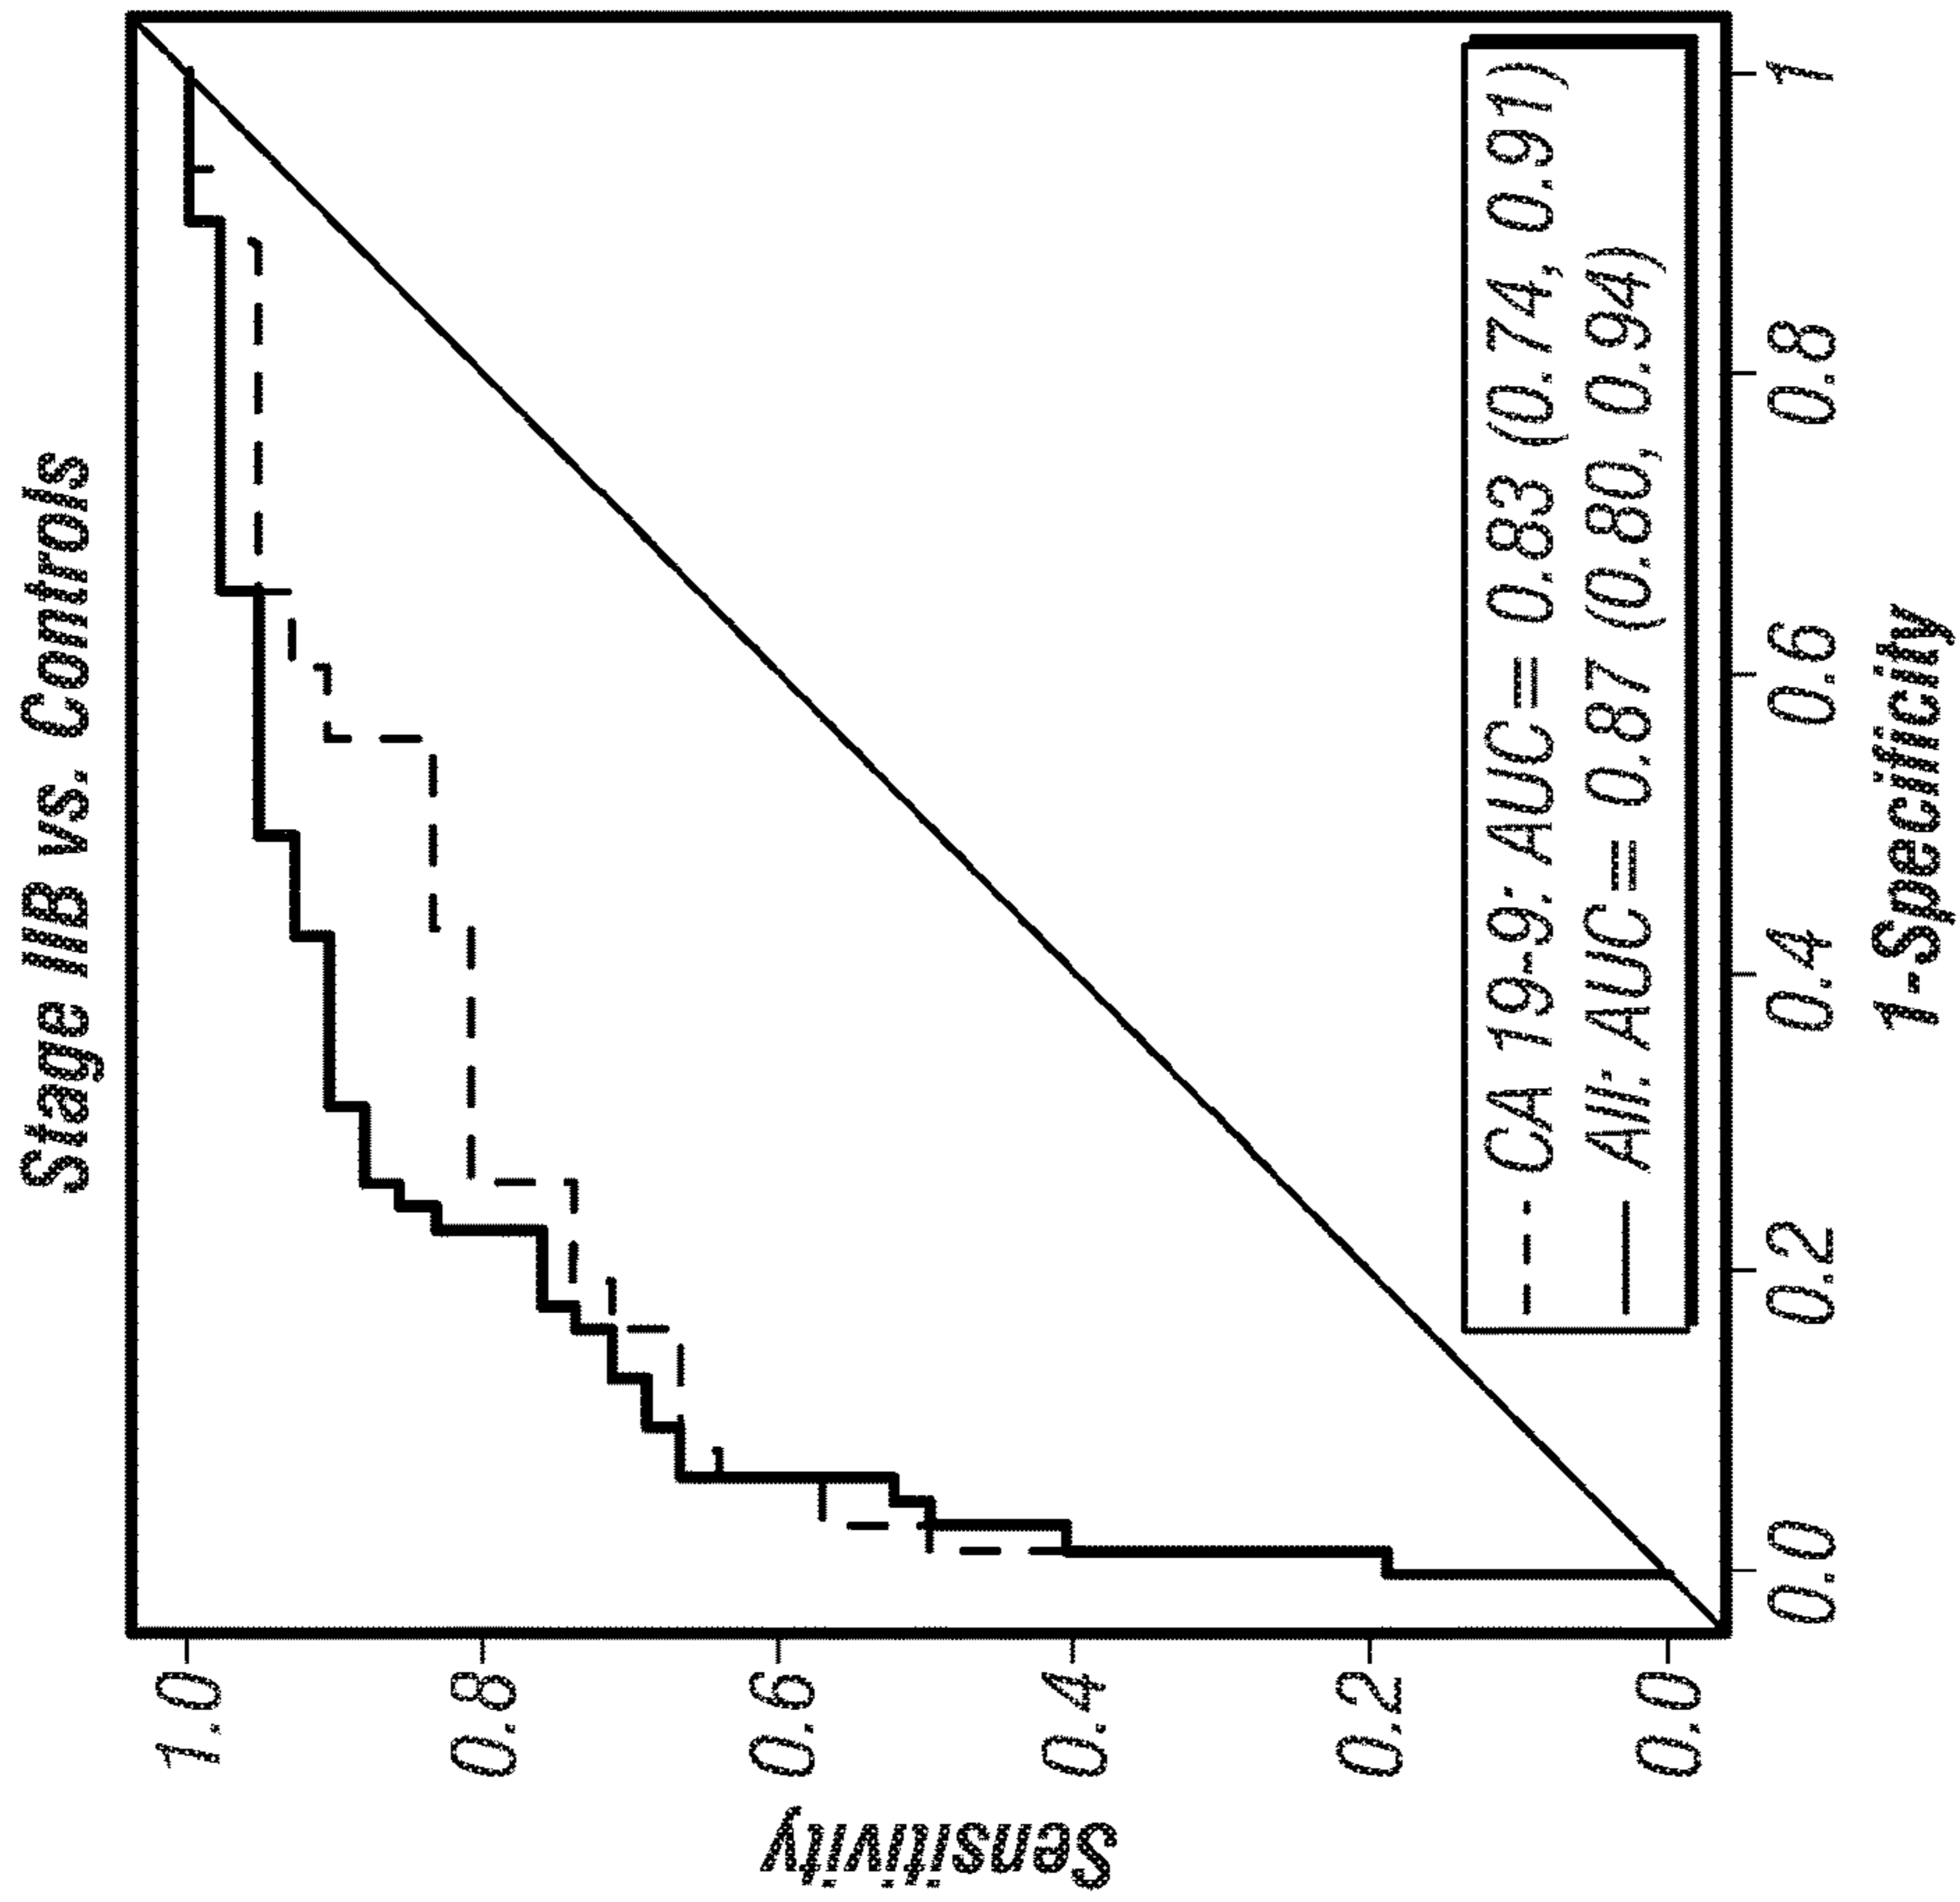 Stage IIB vs. Controls
Sensitivity
1.0
0.8
0.6
0.4
0.2
0.0
CA 19-9: AUC= 0.83 (0.74, 0.91)
All: AUC= 0.87 (0.80, 0.94)
0.0
0.2
0.4
0.6
0.8
1
1-Specificity